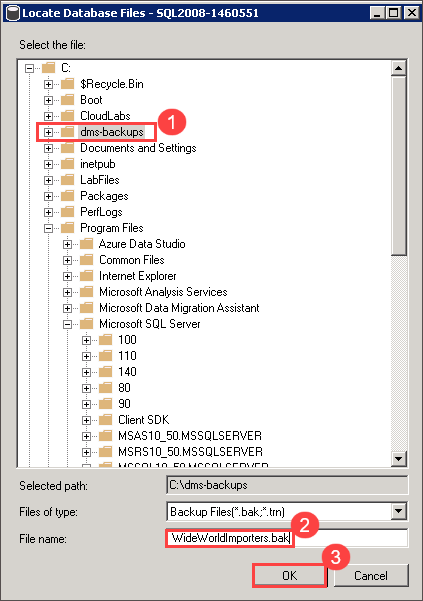 Locate Database Files - SQL2008-1460551
Select the file:
C:
$Recycle.Bin
Boot
CloudLabs
dms-backups
1
Documents and Settings
inetpub
LabFiles
Packages
PerfLogs
Program Files
Azure Data Studio
Common Files
Internet Explorer
Microsoft Analysis Services
Microsoft Data Migration Assistant
Microsoft SQL Server
100
110
140
80
90
Client SDK
MSAS10_50.MSSQLSERVER
MSRS10_50.MSSQLSERVER
MSSQL10_50.MSSQLSERVER
Selected path: C:\dms-backups
Files of type: Backup Files(*.bak;*.trn)
2
File name: WideWorldImporters.bak
3
OK Cancel